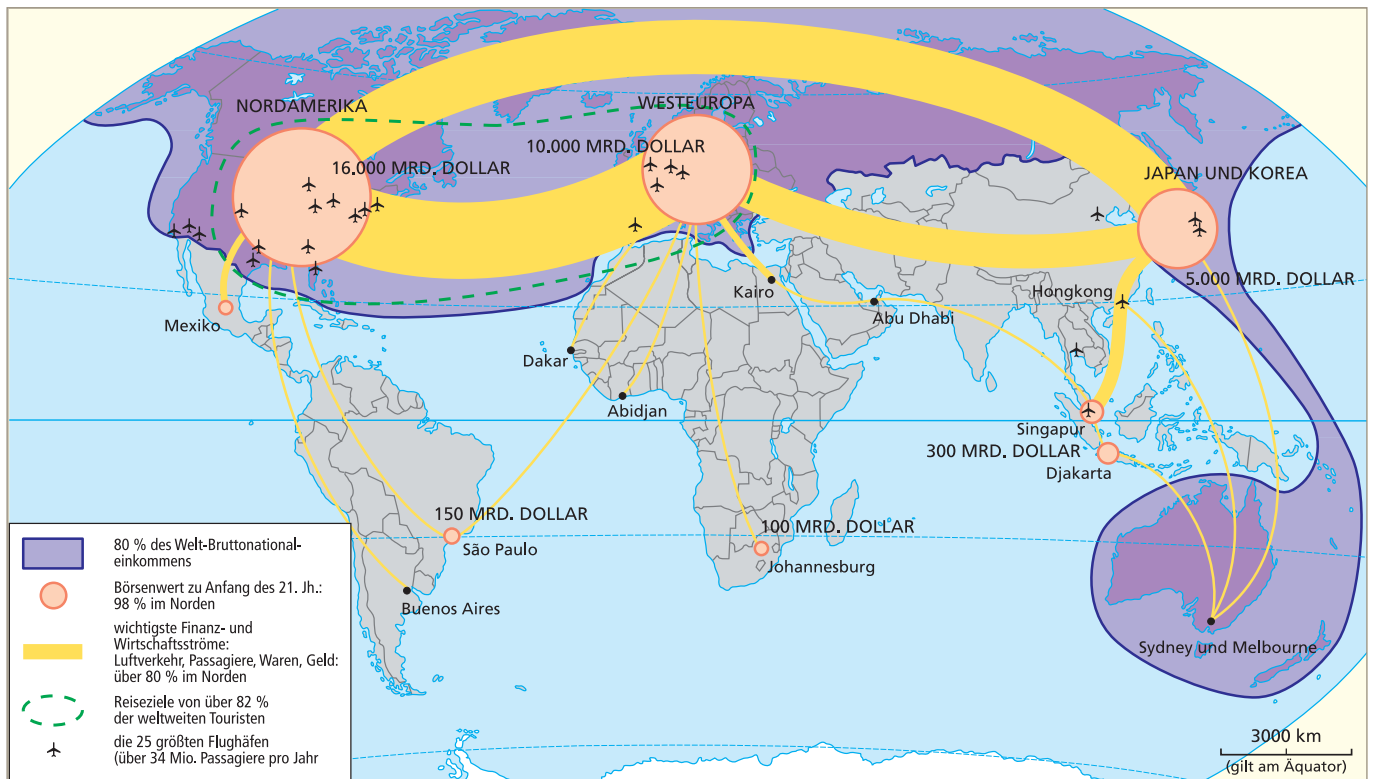 NORDAMERIKA
WESTEUROPA
10.000 MRD. DOLLAR
16.000 MRD. DOLLAR
JAPAN UND KOREA
5.000 MRD. DOLLAR
Kairo
Hongkong
Abu Dhabi
Mexiko
Dakar
Abidjan
Singapur
300 MRD. DOLLAR
Djakarta
150 MRD. DOLLAR
São Paulo
100 MRD. DOLLAR
Johannesburg
Buenos Aires
Sydney und Melbourne
80 % des Welt-Bruttonational-
einkommens
Börsenwert zu Anfang des 21. Jh.:
98 % im Norden
wichtigste Finanz- und
Wirtschaftsströme:
Luftverkehr, Passagiere, Waren, Geld:
über 80 % im Norden
Reiseziele von über 82 %
der weltweiten Touristen
die 25 größten Flughäfen
(über 34 Mio. Passagiere pro Jahr
3000 km
(gilt am Äquator)